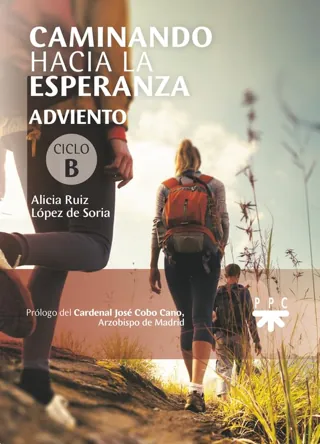 CAMINANDO
HACIA LA
ESPERANZA
ADVIENTO
CICLO
B
Alicia Ruiz
López de Soria
Prólogo del Cardenal José Cobo Cano,
Arzobispo de Madrid
PPC